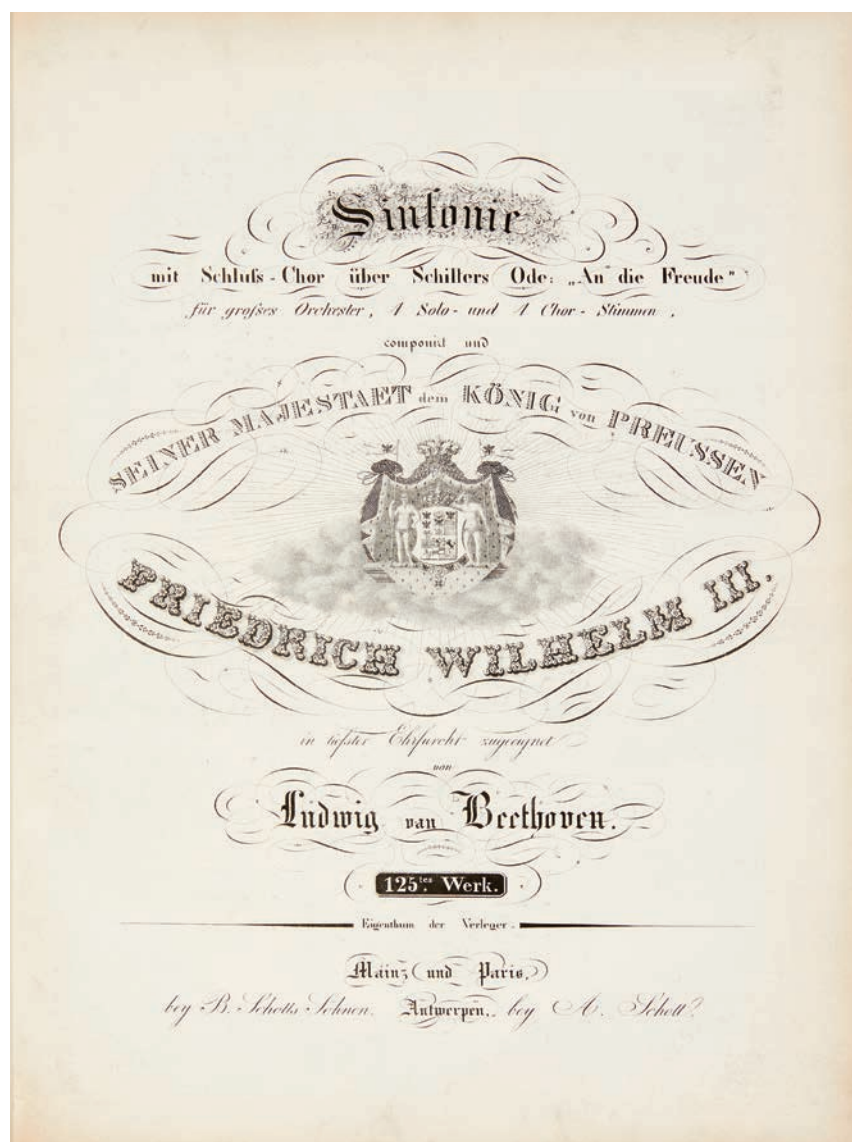 Sinfonie
mit Schluſs-Chor über Schillers Ode: „An die Freude"
für groſses Orchester, 4 Solo- und 4 Chor-Stimmen,
componirt und
SEINER MAJESTAET dem KÖNIG von PREUSSEN
FRIEDRICH WILHELM III.
in tiefster Ehrfurcht zugeeignet
von
Ludwig van Beethoven.
125tes Werk.
Eigenthum der Verleger.
Mainz und Paris,
bey B. Schotts Söhnen. Antwerpen, bey A. Schott.